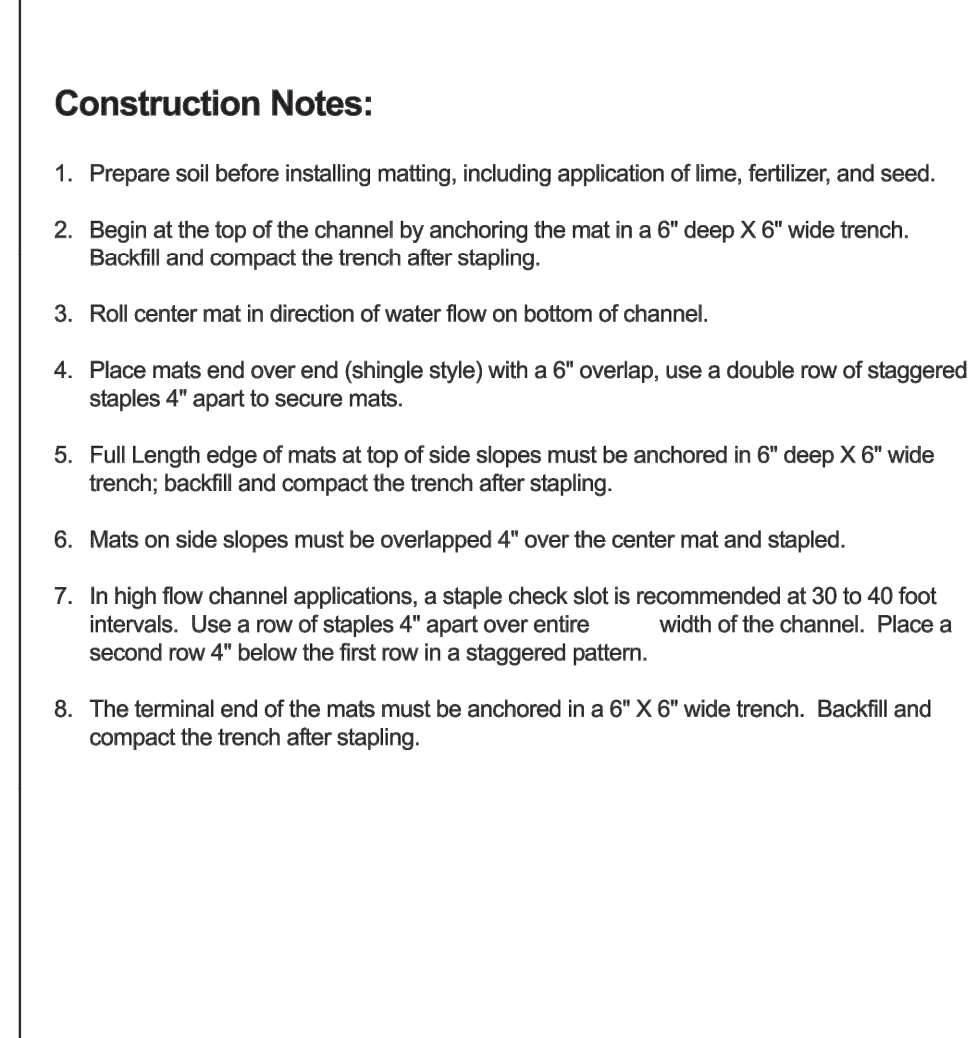 Construction Notes:
1. Prepare soil before installing matting, including application of lime, fertilizer, and seed.
2. Begin at the top of the channel by anchoring the mat in a 6" deep X 6" wide trench.
Backfill and compact the trench after stapling.
3. Roll center mat in direction of water flow on bottom of channel.
4. Place mats end over end (shingle style) with a 6" overlap, use a double row of staggered
staples 4" apart to secure mats.
5. Full Length edge of mats at top of side slopes must be anchored in 6" deep X 6" wide
trench; backfill and compact the trench after stapling.
6. Mats on side slopes must be overlapped 4" over the center mat and stapled.
7. In high flow channel applications, a staple check slot is recommended at 30 to 40 foot
intervals. Use a row of staples 4" apart over entire width of the channel. Place a
second row 4" below the first row in a staggered pattern.
8. The terminal end of the mats must be anchored in a 6" X 6" wide trench. Backfill and
compact the trench after stapling.